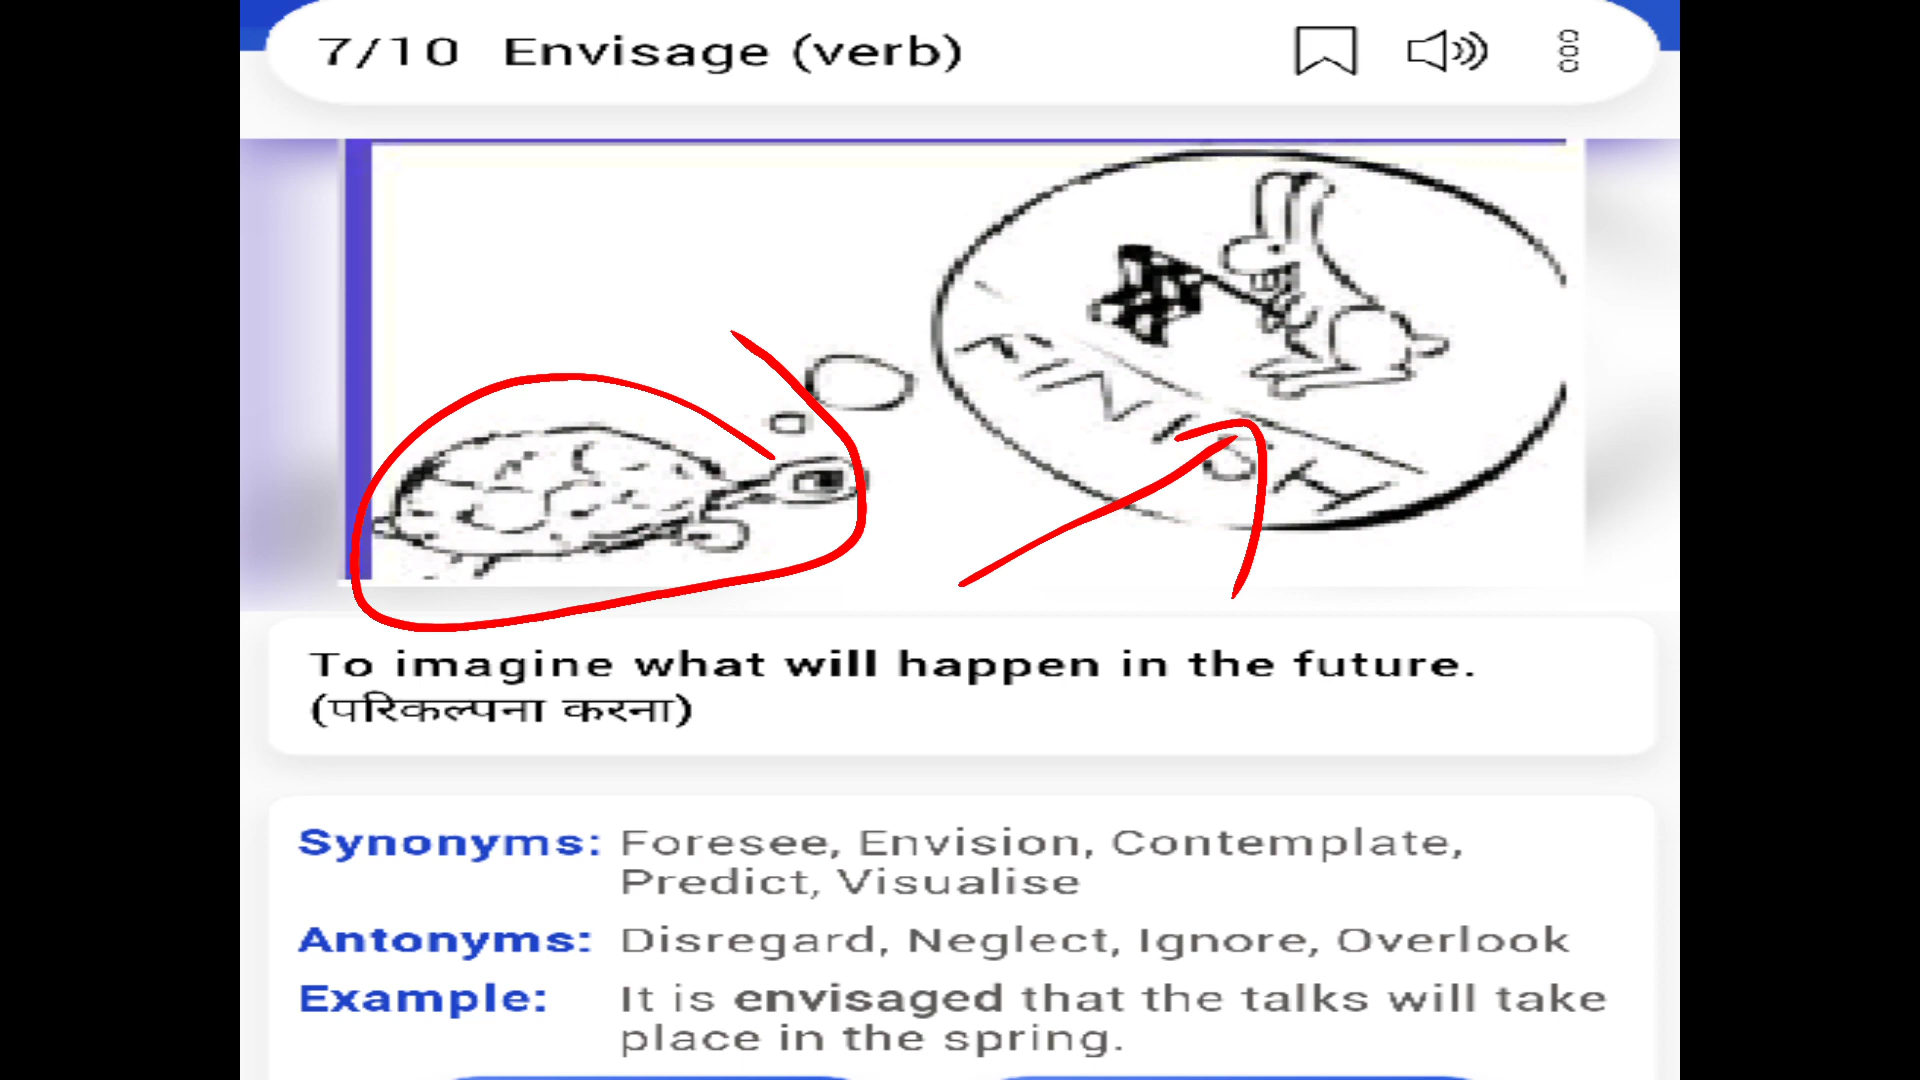 7/10 Envisage (verb)
FINISH
To imagine what will happen in the future.
(परिकल्पना करना)
Synonyms: Foresee, Envision, Contemplate,
Predict, Visualise
Antonyms: Disregard, Neglect, Ignore, Overlook
Example: It is envisaged that the talks will take
place in the spring.